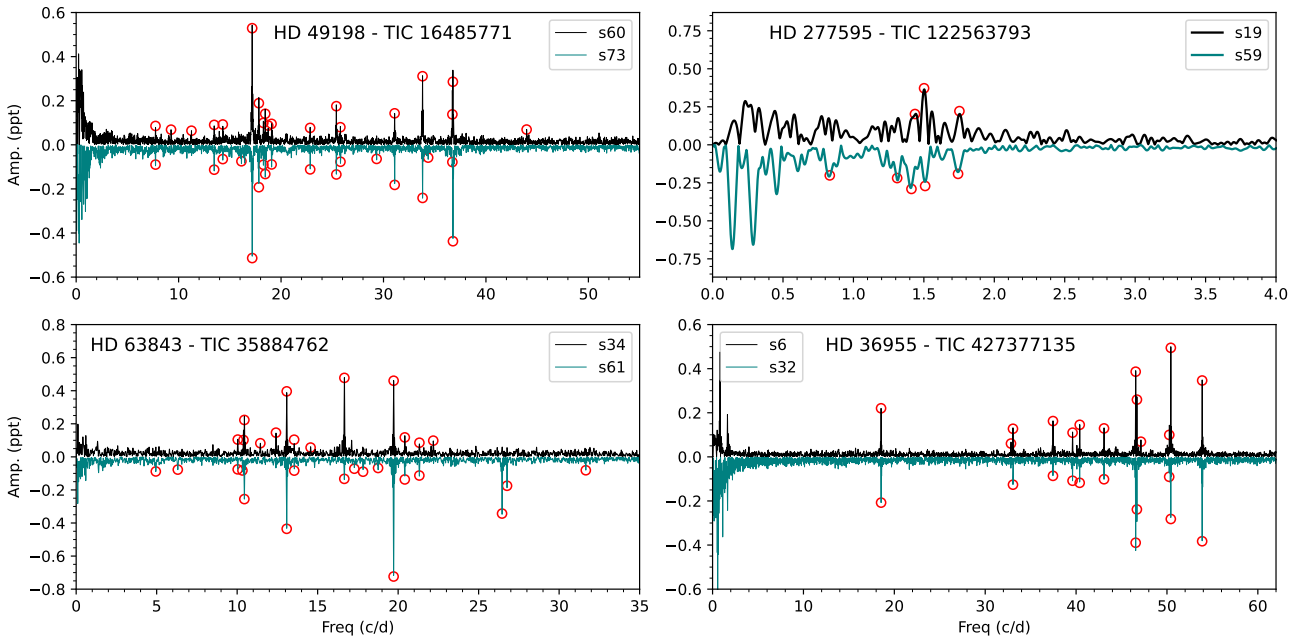 HD 49198 - TIC 16485771
s60
s73
0.6
0.4
0.2
0.0
−0.2
−0.4
−0.6
Amp. (ppt)
0 10 20 30 40 50
HD 277595 - TIC 122563793
s19
s59
0.75
0.50
0.25
0.00
−0.25
−0.50
−0.75
0.0 0.5 1.0 1.5 2.0 2.5 3.0 3.5 4.0
HD 63843 - TIC 35884762
s34
s61
0.8
0.6
0.4
0.2
0.0
−0.2
−0.4
−0.6
−0.8
Amp. (ppt)
0 5 10 15 20 25 30 35
Freq (c/d)
s6
s32
HD 36955 - TIC 427377135
0.6
0.4
0.2
0.0
−0.2
−0.4
−0.6
0 10 20 30 40 50 60
Freq (c/d)